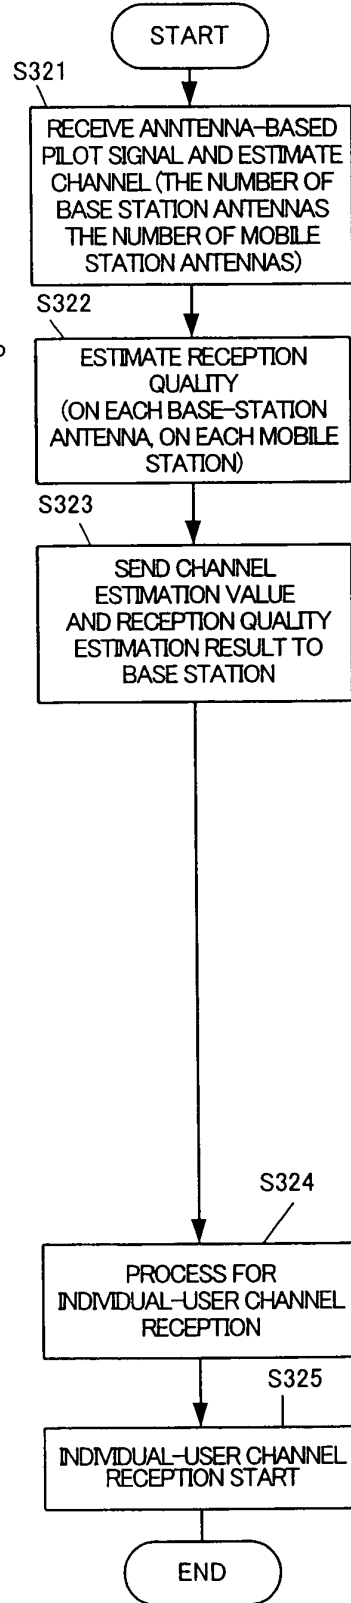 START
S321
RECEIVE ANNTENNA-BASED
PILOT SIGNAL AND ESTIMATE
CHANNEL (THE NUMBER OF
BASE STATION ANTENNAS
THE NUMBER OF MOBILE
STATION ANTENNAS)
S322
ESTIMATE RECEPTION
QUALITY
(ON EACH BASE-STATION
ANTENNA, ON EACH MOBILE
STATION)
S323
SEND CHANNEL
ESTIMATION VALUE
AND RECEPTION QUALITY
ESTIMATION RESULT TO
BASE STATION
S324
PROCESS FOR
INDIVIDUAL-USER CHANNEL
RECEPTION
S325
INDIVIDUAL-USER CHANNEL
RECEPTION START
END